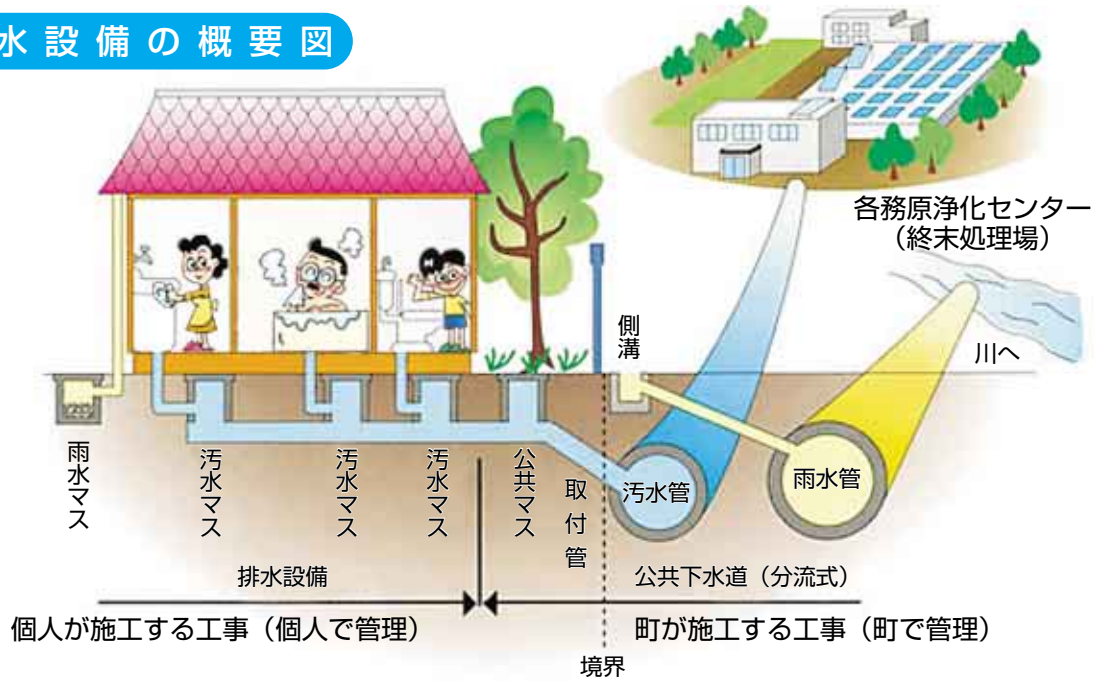 水設備の概要図
各務原浄化センター
（終末処理場）
側溝
川へ
雨水マス
汚水マス
汚水マス
汚水マス
公共マス
取付管
汚水管
雨水管
排水設備
公共下水道（分流式）
個人が施工する工事（個人で管理）
町が施工する工事（町で管理）
境界